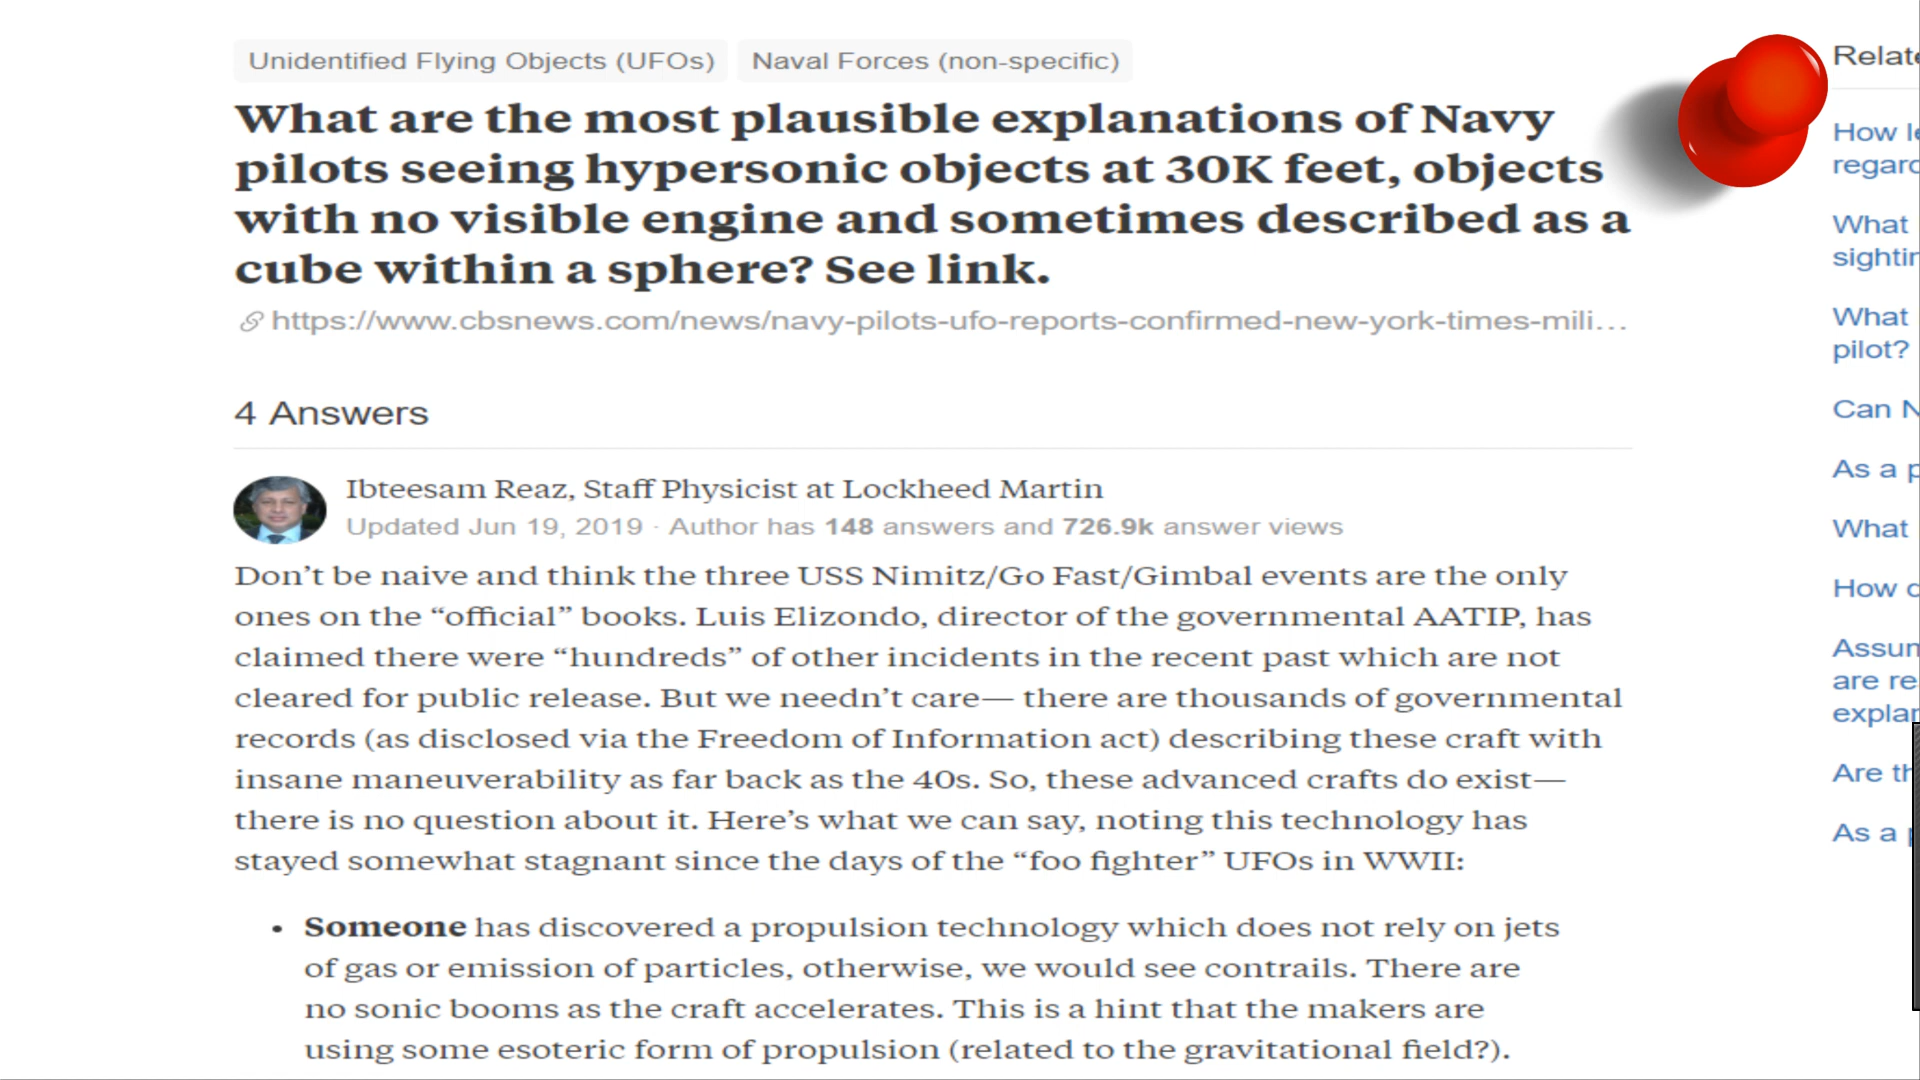 Unidentified Flying Objects (UFOs) Naval Forces (non-specific)
What are the most plausible explanations of Navy
pilots seeing hypersonic objects at 30K feet, objects
with no visible engine and sometimes described as a
cube within a sphere? See link.
https://www.cbsnews.com/news/navy-pilots-ufo-reports-confirmed-new-york-times-mili...
4 Answers
Ibteesam Reaz, Staff Physicist at Lockheed Martin
Updated Jun 19, 2019 · Author has 148 answers and 726.9k answer views
Don’t be naive and think the three USS Nimitz/Go Fast/Gimbal events are the only
ones on the “official” books. Luis Elizondo, director of the governmental AATIP, has
claimed there were “hundreds” of other incidents in the recent past which are not
cleared for public release. But we needn’t care— there are thousands of governmental
records (as disclosed via the Freedom of Information act) describing these craft with
insane maneuverability as far back as the 40s. So, these advanced crafts do exist—
there is no question about it. Here’s what we can say, noting this technology has
stayed somewhat stagnant since the days of the “foo fighter” UFOs in WWII:
• Someone has discovered a propulsion technology which does not rely on jets
of gas or emission of particles, otherwise, we would see contrails. There are
no sonic booms as the craft accelerates. This is a hint that the makers are
using some esoteric form of propulsion (related to the gravitational field?).
How
What
What
pilot?
Can
As a
What
How
are
As a